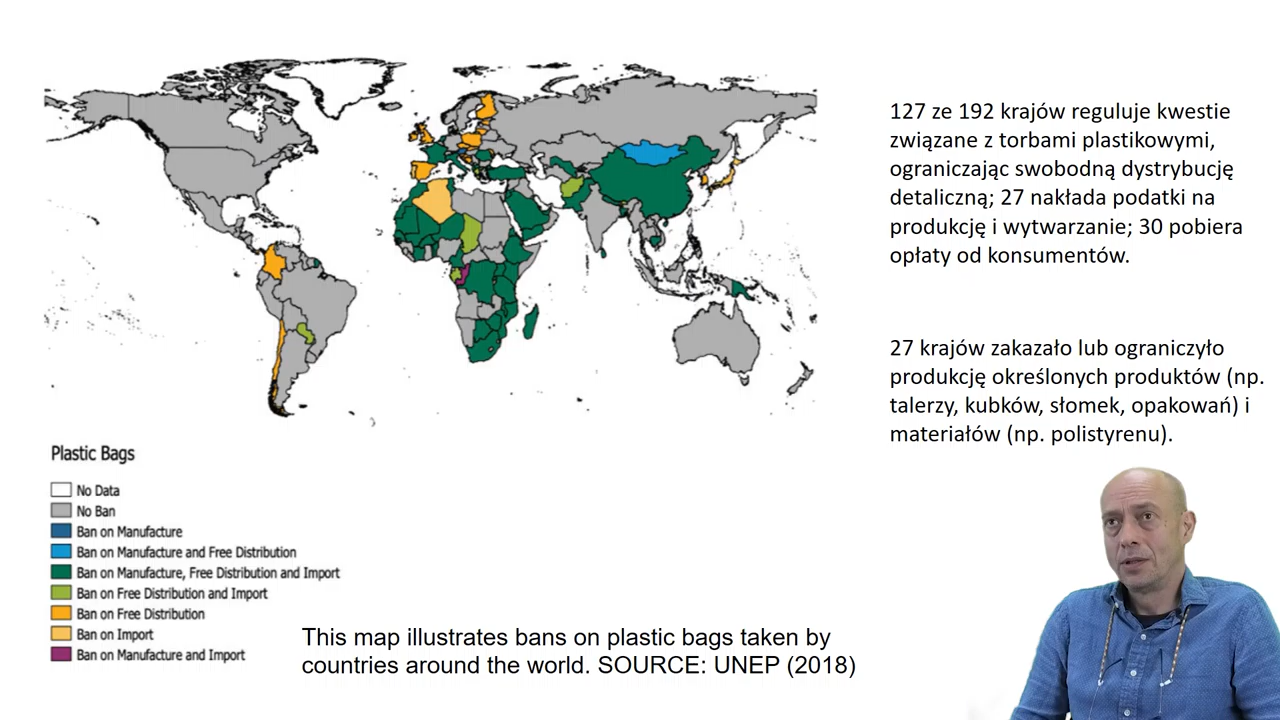 127 ze 192 krajów reguluje kwestie
związane z torbami plastikowymi,
ograniczając swobodną dystrybucję
detaliczną; 27 nakłada podatki na
produkcję i wytwarzanie; 30 pobiera
opłaty od konsumentów.
27 krajów zakazało lub ograniczyło
produkcję określonych produktów (np.
talerzy, kubków, słomek, opakowań) i
materiałów (np. polistyrenu).
Plastic Bags
No Data
No Ban
Ban on Manufacture
Ban on Manufacture and Free Distribution
Ban on Manufacture, Free Distribution and Import
Ban on Free Distribution and Import
Ban on Free Distribution
Ban on Import
Ban on Manufacture and Import
This map illustrates bans on plastic bags taken by
countries around the world. SOURCE: UNEP (2018)